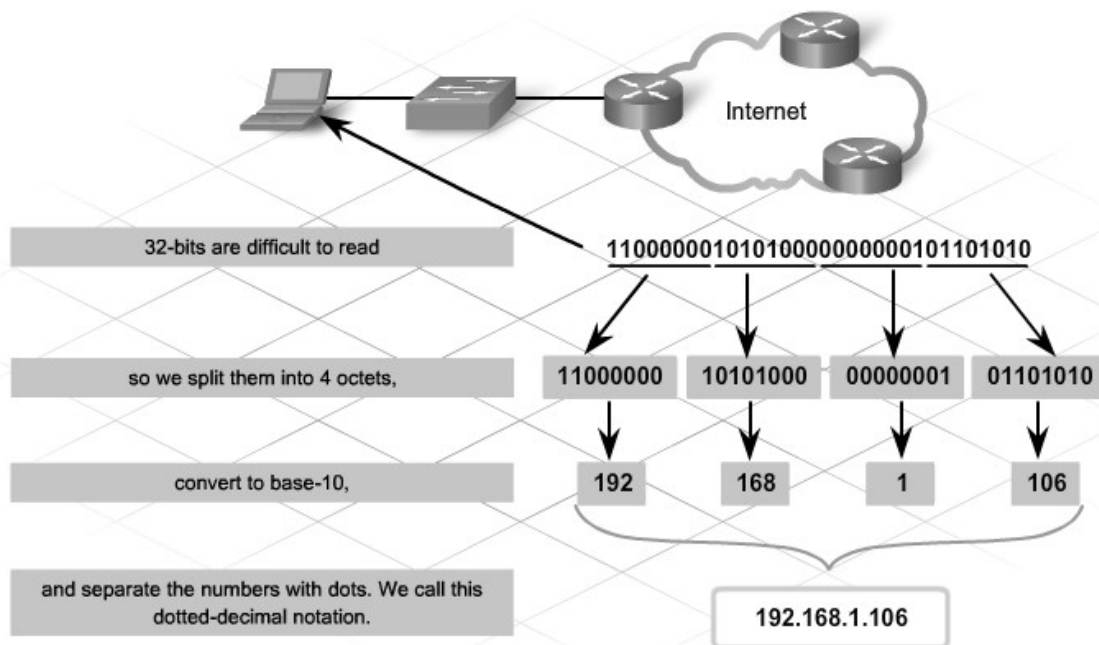 Internet
32-bits are difficult to read
11000000101010000000000101101010
so we split them into 4 octets,
11000000 10101000 00000001 01101010
convert to base-10,
192 168 1 106
and separate the numbers with dots. We call this
dotted-decimal notation.
192.168.1.106